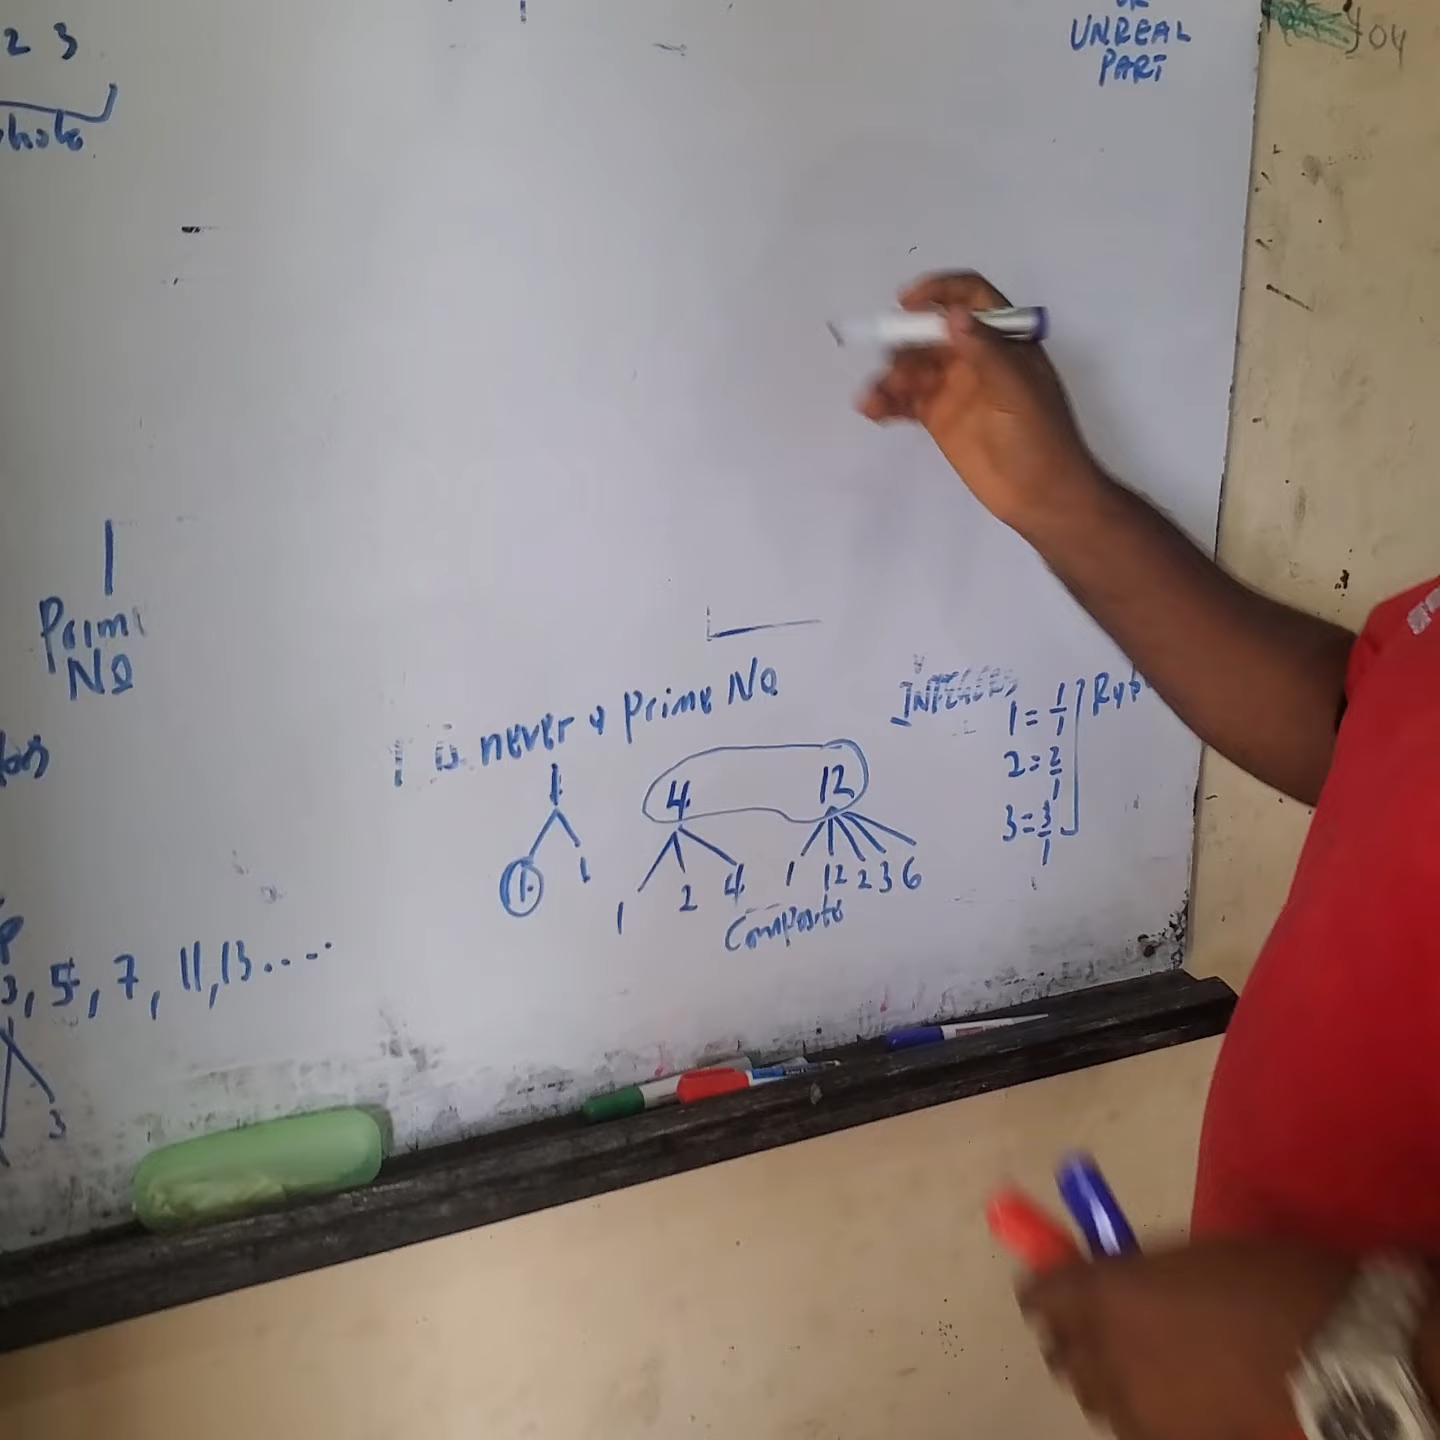 2 3
UNREAL
PART
104
Prime
NO
1 is never a Prime NO
1
1 1
4 12
1 2 4 1 12 2 3 6
Composite
INTEGERS
1 = 1/1
2 = 2/1
3 = 3/1
3, 5, 7, 11, 13....
3